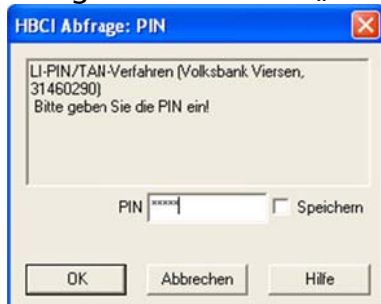 HBCI Abfrage: PIN
LI-PIN/TAN-Verfahren (Volksbank Viersen,
31460290)
Bitte geben Sie die PIN ein!
PIN ***** Speichern
OK Abbrechen Hilfe